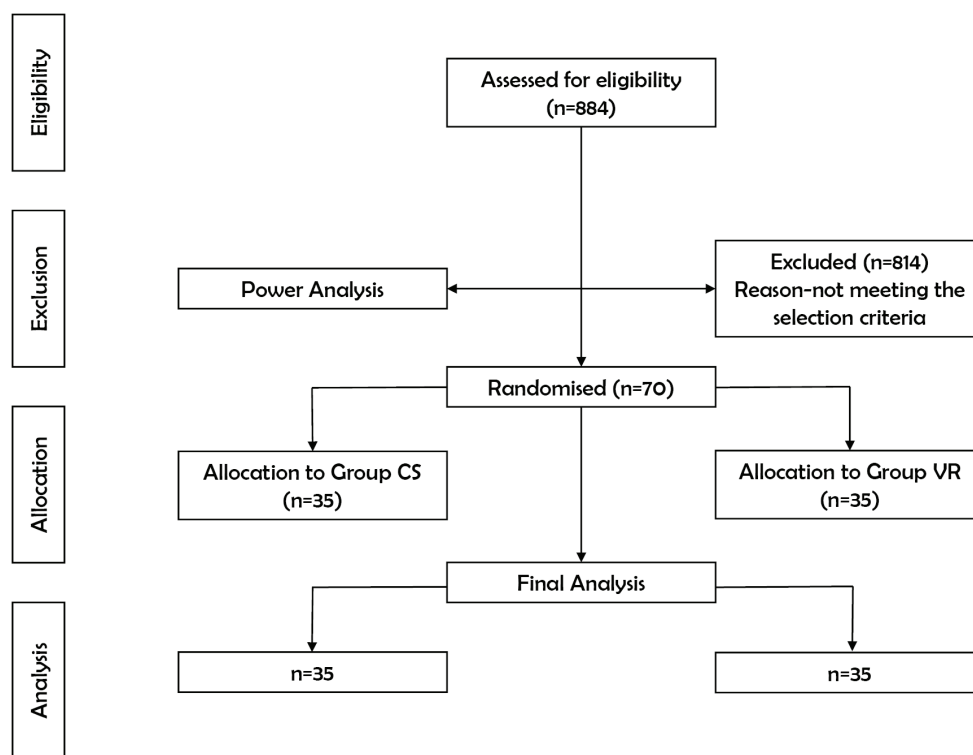 Eligibility
Assessed for eligibility
(n=884)
Exclusion
Power Analysis
Excluded (n=814)
Reason-not meeting the
selection criteria
Randomised (n=70)
Allocation
Allocation to Group CS
(n=35)
Allocation to Group VR
(n=35)
Final Analysis
Analysis
n=35
n=35